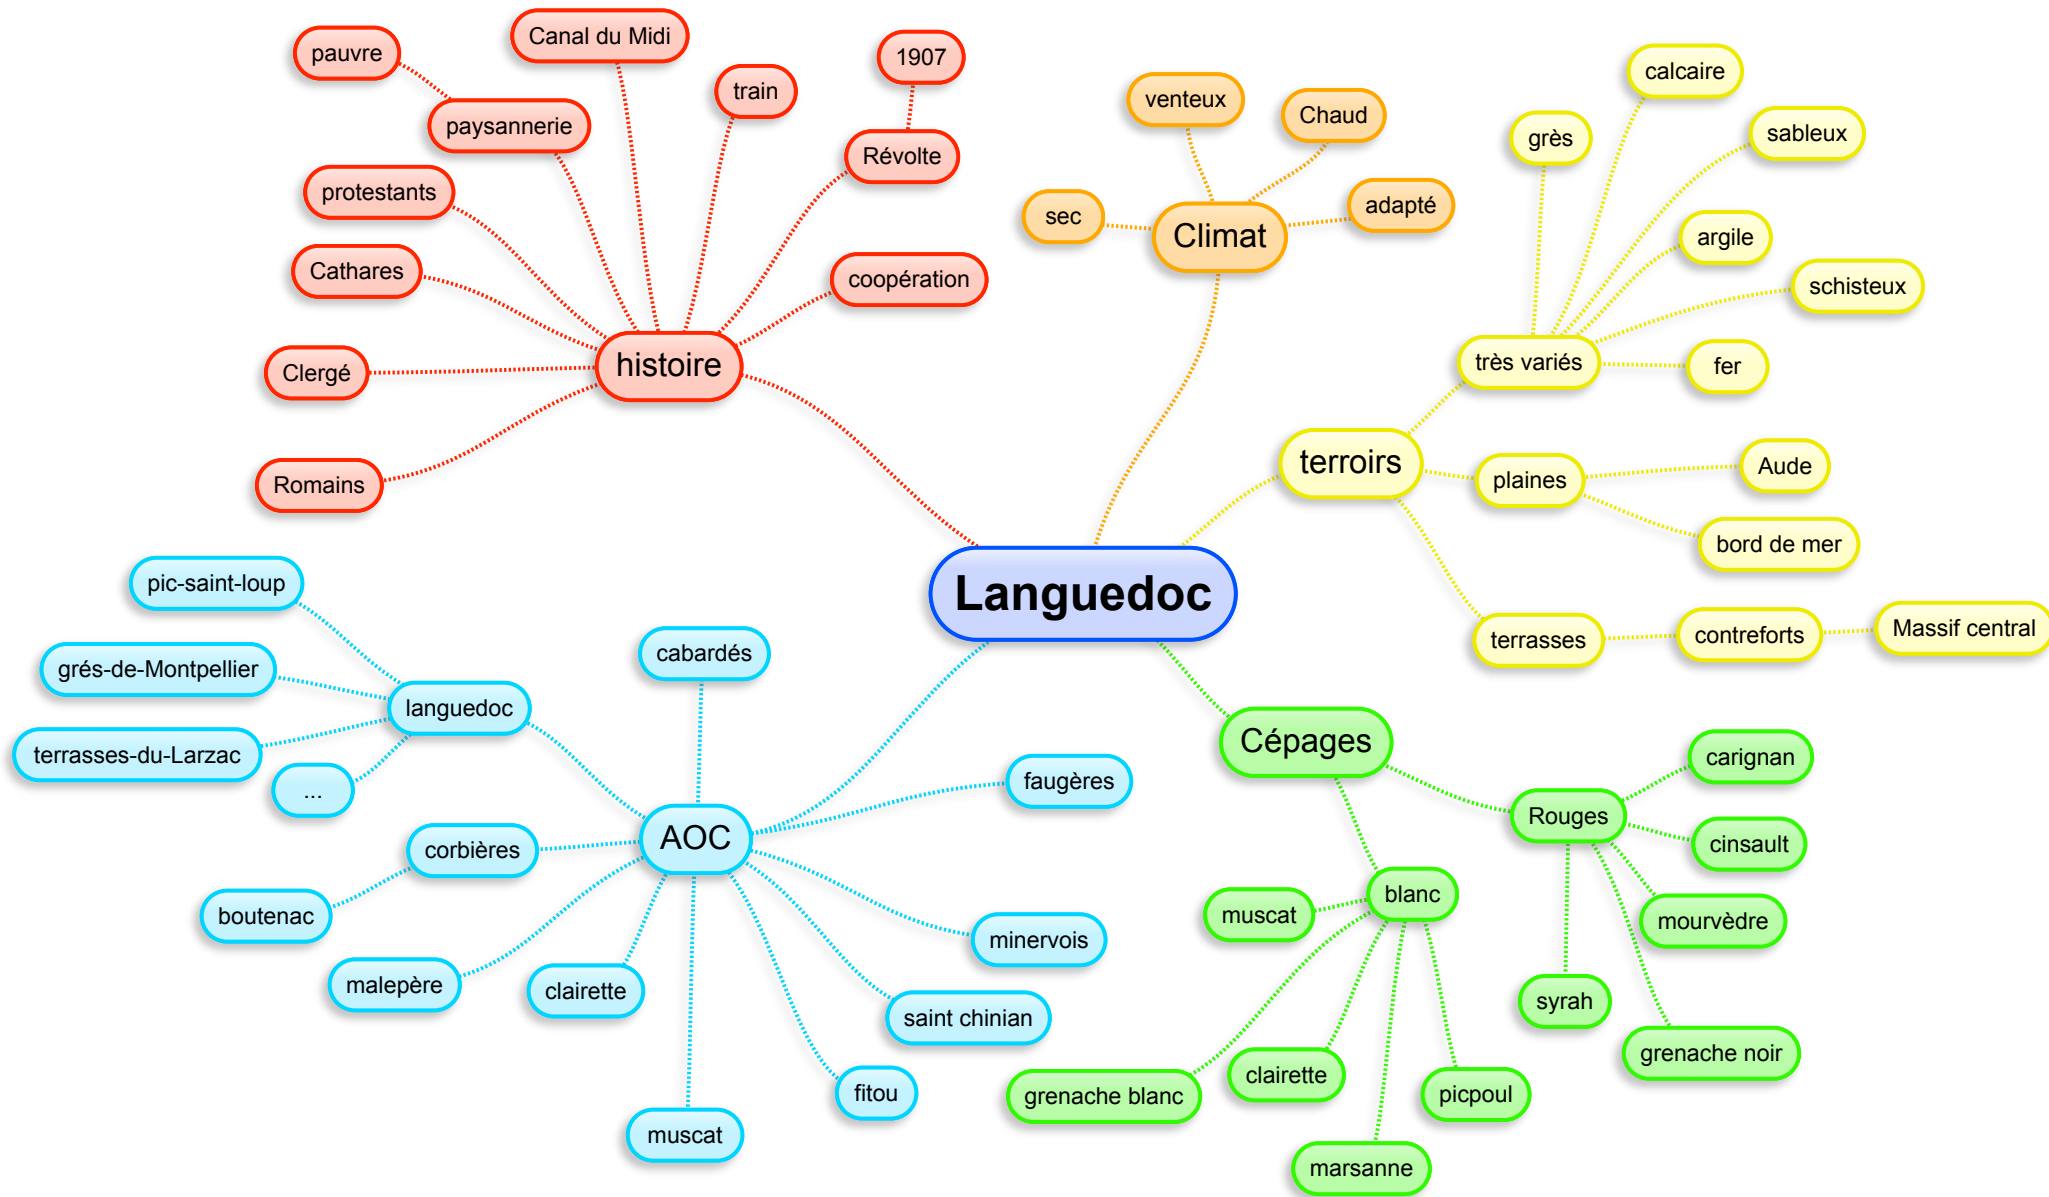 Languedoc
histoire
pauvre
paysannerie
Canal du Midi
train
1907
Révolte
coopération
protestants
Cathares
Clergé
Romains
Climat
venteux
Chaud
sec
adapté
terroirs
très variés
grès
calcaire
sableux
argile
schisteux
fer
plaines
Aude
bord de mer
terrasses
contreforts
Massif central
Cépages
Rouges
carignan
cinsault
mourvèdre
grenache noir
syrah
blanc
muscat
grenache blanc
clairette
marsanne
picpoul
AOC
cabardés
faugères
minervois
saint chinian
fitou
muscat
clairette
malepère
corbières
boutenac
languedoc
pic-saint-loup
grés-de-Montpellier
terrasses-du-Larzac
...